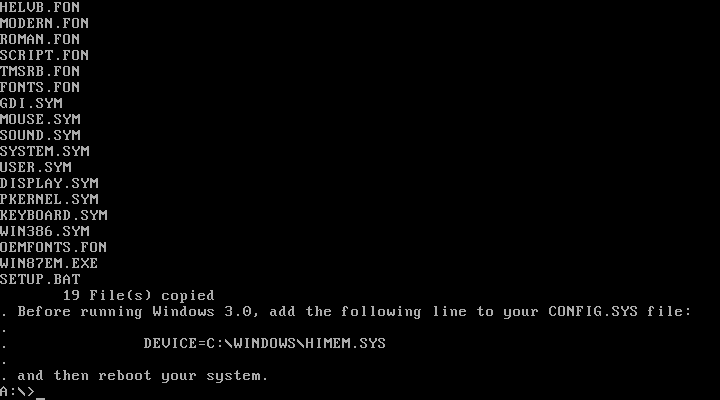 HELVB.FON
MODERN.FON
ROMAN.FON
SCRIPT.FON
TMSRB.FON
FONTS.FON
GDI.SYM
MOUSE.SYM
SOUND.SYM
SYSTEM.SYM
USER.SYM
DISPLAY.SYM
PKERNEL.SYM
KEYBOARD.SYM
WIN386.SYM
OEMFONTS.FON
WIN87EM.EXE
SETUP.BAT
       19 File(s) copied
. Before running Windows 3.0, add the following line to your CONFIG.SYS file:
.
.               DEVICE=C:\WINDOWS\HIMEM.SYS
.
. and then reboot your system.
A:\>_